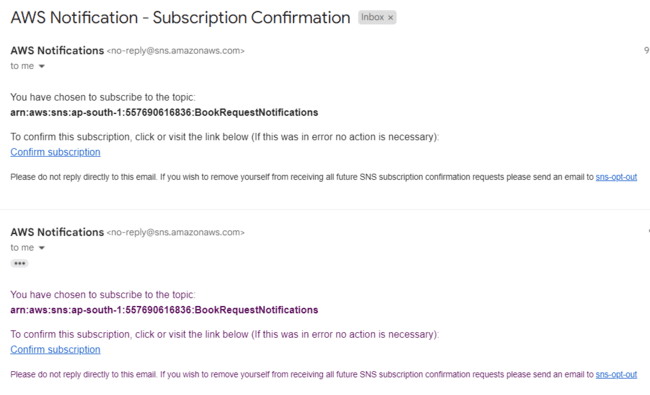 AWS Notification - Subscription Confirmation Inbox ×
AWS Notifications <no-reply@sns.amazonaws.com> 9
to me
You have chosen to subscribe to the topic:
arn:aws:sns:ap-south-1:557690616836:BookRequestNotifications
To confirm this subscription, click or visit the link below (If this was in error no action is necessary):
Confirm subscription
Please do not reply directly to this email. If you wish to remove yourself from receiving all future SNS subscription confirmation requests please send an email to sns-opt-out
AWS Notifications <no-reply@sns.amazonaws.com>
to me
You have chosen to subscribe to the topic:
arn:aws:sns:ap-south-1:557690616836:BookRequestNotifications
To confirm this subscription, click or visit the link below (If this was in error no action is necessary):
Confirm subscription
Please do not reply directly to this email. If you wish to remove yourself from receiving all future SNS subscription confirmation requests please send an email to sns-opt-out